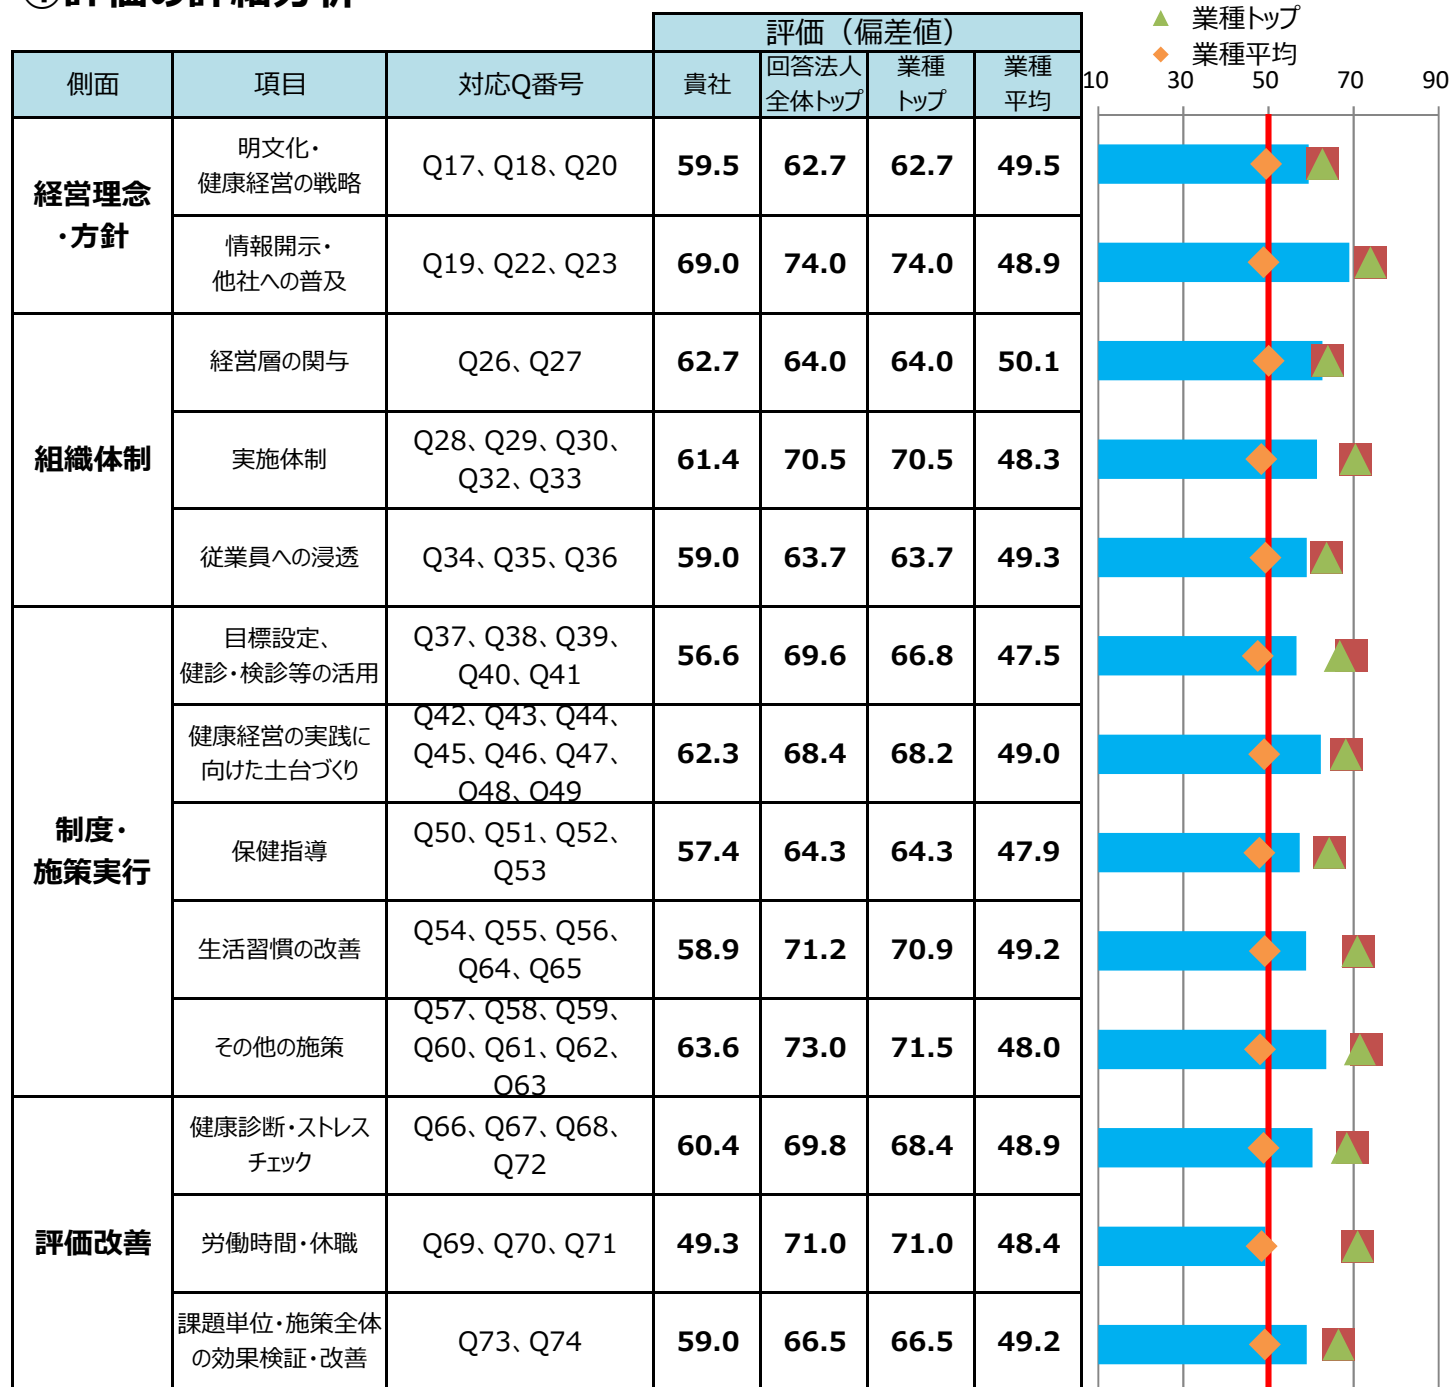 ④評価の詳細分析
評価（偏差値）
側面 項目 対応Q番号 貴社 回答法人全体トップ 業種トップ 業種平均
▲ 業種トップ
◆ 業種平均
10 30 50 70 90
経営理念
・方針
明文化・
健康経営の戦略
Q17、Q18、Q20
59.5 62.7 62.7 49.5
情報開示・
他社への普及
Q19、Q22、Q23
69.0 74.0 74.0 48.9
組織体制
経営層の関与
Q26、Q27
62.7 64.0 64.0 50.1
実施体制
Q28、Q29、Q30、
Q32、Q33
61.4 70.5 70.5 48.3
従業員への浸透
Q34、Q35、Q36
59.0 63.7 63.7 49.3
制度・
施策実行
目標設定、
健診・検診等の活用
Q37、Q38、Q39、
Q40、Q41
56.6 69.6 66.8 47.5
健康経営の実践に
向けた土台づくり
Q42、Q43、Q44、
Q45、Q46、Q47、
Q48、Q49
62.3 68.4 68.2 49.0
保健指導
Q50、Q51、Q52、
Q53
57.4 64.3 64.3 47.9
生活習慣の改善
Q54、Q55、Q56、
Q64、Q65
58.9 71.2 70.9 49.2
その他の施策
Q57、Q58、Q59、
Q60、Q61、Q62、
Q63
63.6 73.0 71.5 48.0
評価改善
健康診断・ストレス
チェック
Q66、Q67、Q68、
Q72
60.4 69.8 68.4 48.9
労働時間・休職
Q69、Q70、Q71
49.3 71.0 71.0 48.4
課題単位・施策全体
の効果検証・改善
Q73、Q74
59.0 66.5 66.5 49.2